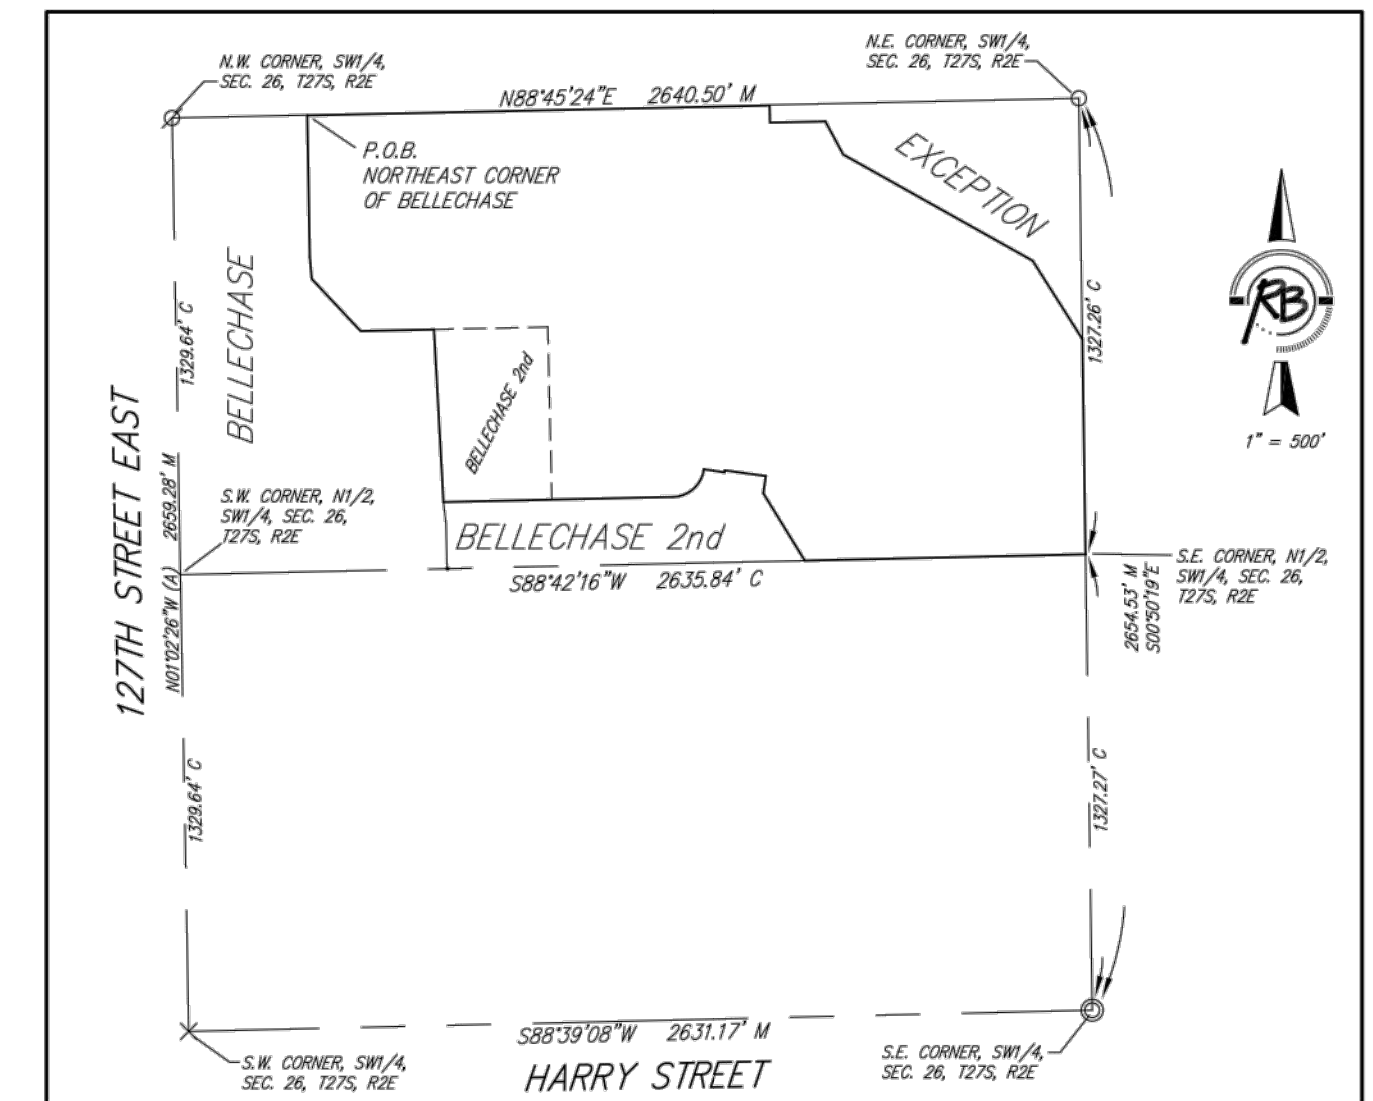 N.W. CORNER, SW1/4,
SEC. 26, T27S, R2E
N.E. CORNER, SW1/4,
SEC. 26, T27S, R2E
N88°45'24"E 2640.50' M
P.O.B.
NORTHEAST CORNER
OF BELLECHASE
EXCEPTION
BELLECHASE
1329.64' C
1327.26' C
RB
1" = 500'
BELLECHASE 2nd
127TH STREET EAST
N01°02'26"W (A) 2659.28' M
S.W. CORNER, N1/2,
SW1/4, SEC. 26,
T27S, R2E
BELLECHASE 2nd
S88°42'16"W 2635.84' C
S.E. CORNER, N1/2,
SW1/4, SEC. 26,
T27S, R2E
2654.53' M
S00°50'19"E
1329.64' C
1327.27' C
S88°39'08"W 2631.17' M
HARRY STREET
S.W. CORNER, SW1/4,
SEC. 26, T27S, R2E
S.E. CORNER, SW1/4,
SEC. 26, T27S, R2E